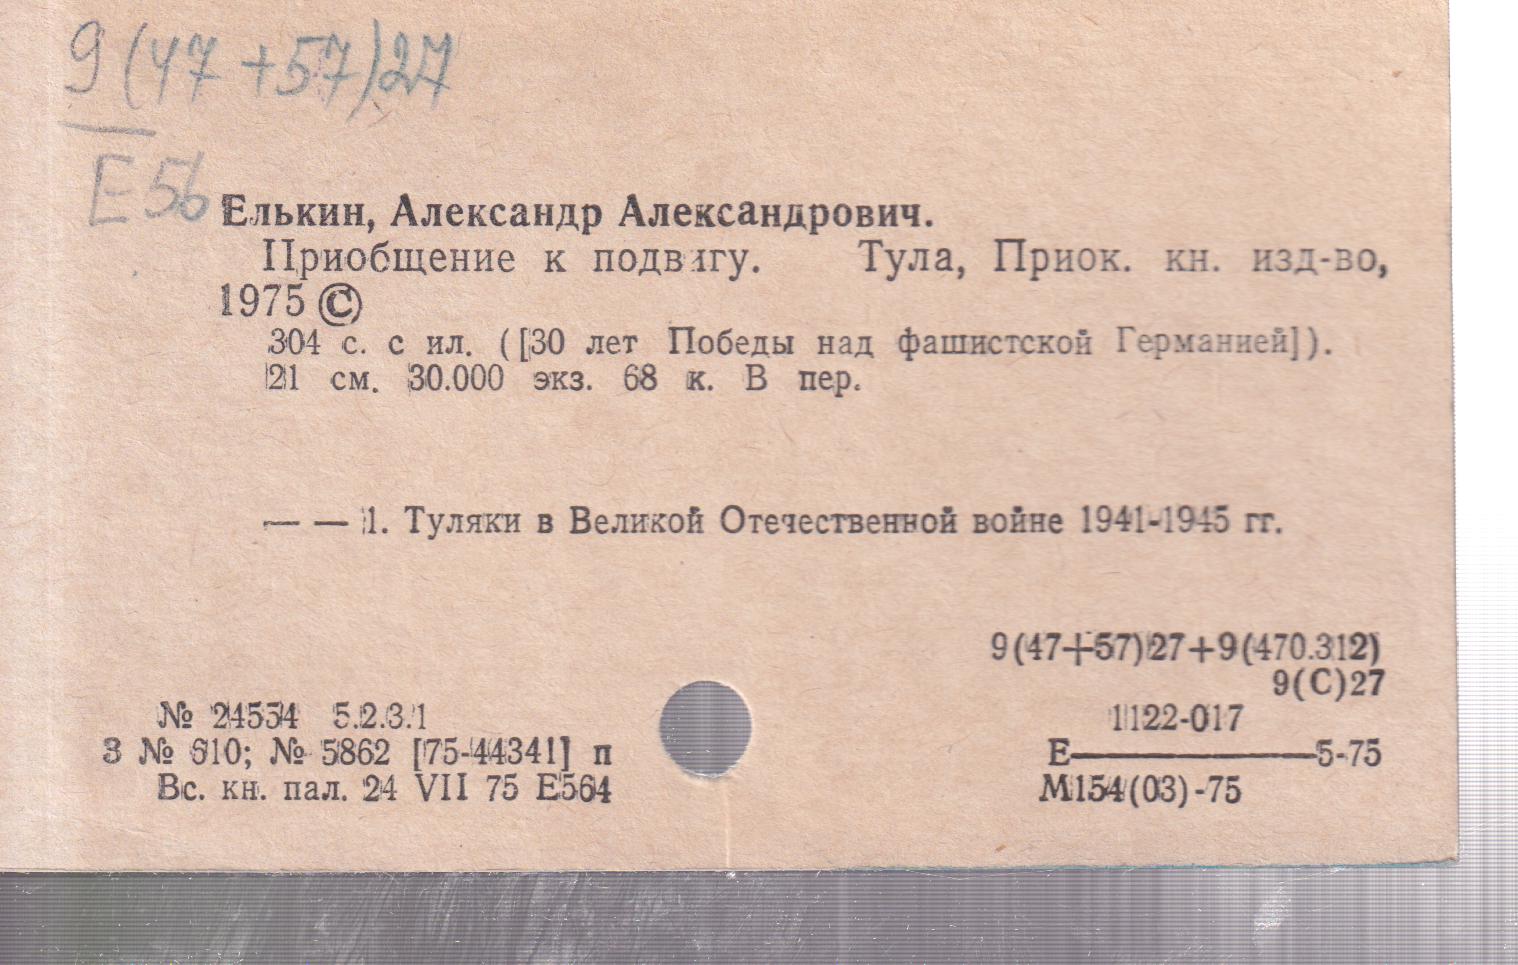 9(47+57)27
Е56
Елькин, Александр Александрович.
Приобщение к подвигу. Тула, Приок. кн. изд-во,
1975 ©
304 с. с ил. ([30 лет Победы над фашистской Германией]).
21 см. 30.000 экз. 68 к. В пер.
— — 1. Туляки в Великой Отечественной войне 1941-1945 гг.
9(47+57)27+9(470.312)
9(С)27
№ 24554 5.2.3.1
1122-017
З № 610; № 5862 [75-44341] п
Е————5-75
Вс. кн. пал. 24 VII 75 Е564
М154(03)-75